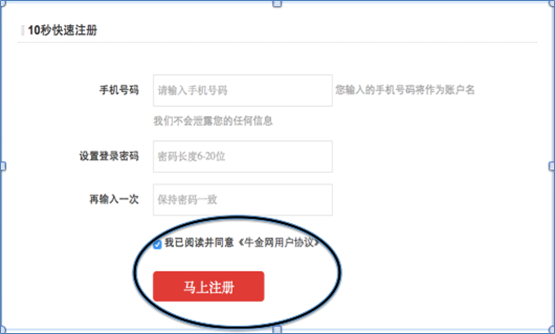 10秒快速注册
手机号码 请输入手机号码 您输入的手机号码将作为账户名
我们不会泄露您的任何信息
设置登录密码 密码长度6-20位
再输入一次 保持密码一致
我已阅读并同意《牛金网用户协议》
马上注册